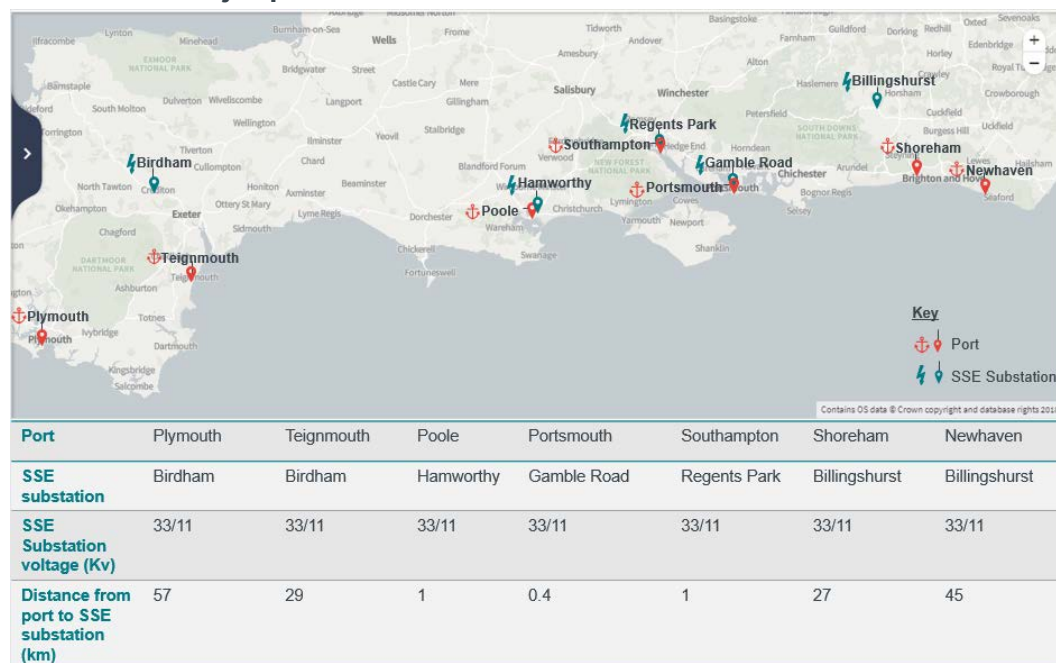 Lynton
Ilfracombe
Minehead
Burnham-on-Sea
Wells
Frome
Tidworth
Andover
Basingstoke
Farnham
Guildford
Dorking
Redhill
Oxted
Sevenoaks
Edenbridge
+
−
EXMOOR
NATIONAL PARK
Barnstaple
Bridgwater
Street
Castle Cary
Mere
Amesbury
Alton
Horley
Haslemere
Billingshurst
Crawley
Horsham
Crowborough
South Molton
Dulverton
Wiveliscombe
Langport
Gillingham
Salisbury
Winchester
Petersfield
Cuckfield
Torrington
Wellington
Ilminster
Yeovil
Stalbridge
Regents Park
SOUTH DOWNS
NATIONAL PARK
Burgess Hill
Uckfield
Tiverton
Cullompton
Chard
Blandford Forum
Verwood
Southampton
Hedge End
Horndean
Shoreham
Steyning
Lewes
Hailsham
Birdham
Crediton
North Tawton
Honiton
Axminster
Beaminster
Hamworthy
NEW FOREST
Portsmouth
Gamble Road
Chichester
Arundel
Brighton and Hove
Newhaven
Okehampton
Exeter
Ottery St Mary
Lyme Regis
Dorchester
Poole
Wareham
Christchurch
Lymington
Cowes
Bognor Regis
Seaford
Chagford
Sidmouth
Yarmouth
Newport
Selsey
DARTMOOR
NATIONAL PARK
Teignmouth
Chickerell
Fortuneswell
Swanage
Shanklin
Ashburton
Plymouth
Ivybridge
Totnes
Dartmouth
Kingsbridge
Salcombe
Key
Port
SSE Substation
Contains OS data © Crown copyright and database rights 2018
Port Plymouth Teignmouth Poole Portsmouth Southampton Shoreham Newhaven
SSE substation Birdham Birdham Hamworthy Gamble Road Regents Park Billingshurst Billingshurst
SSE Substation voltage (Kv) 33/11 33/11 33/11 33/11 33/11 33/11 33/11
Distance from port to SSE substation (km) 57 29 1 0.4 1 27 45